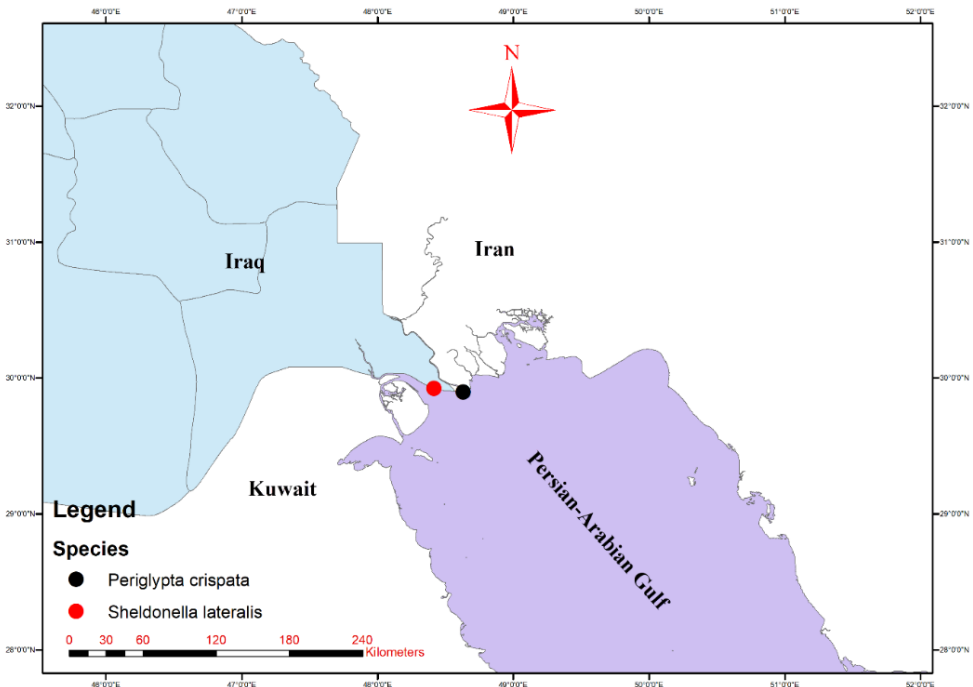 46°0'0"E 47°0'0"E 48°0'0"E 49°0'0"E 50°0'0"E 51°0'0"E 52°0'0"E
N
32°0'0"N 32°0'0"N
31°0'0"N 31°0'0"N
Iran
Iraq
30°0'0"N 30°0'0"N
Kuwait
Persian-Arabian Gulf
29°0'0"N 29°0'0"N
Legend
Species
Periglypta crispata
Sheldonella lateralis
0 30 60 120 180 240
Kilometers
28°0'0"N 28°0'0"N
46°0'0"E 47°0'0"E 48°0'0"E 49°0'0"E 50°0'0"E 51°0'0"E 52°0'0"E